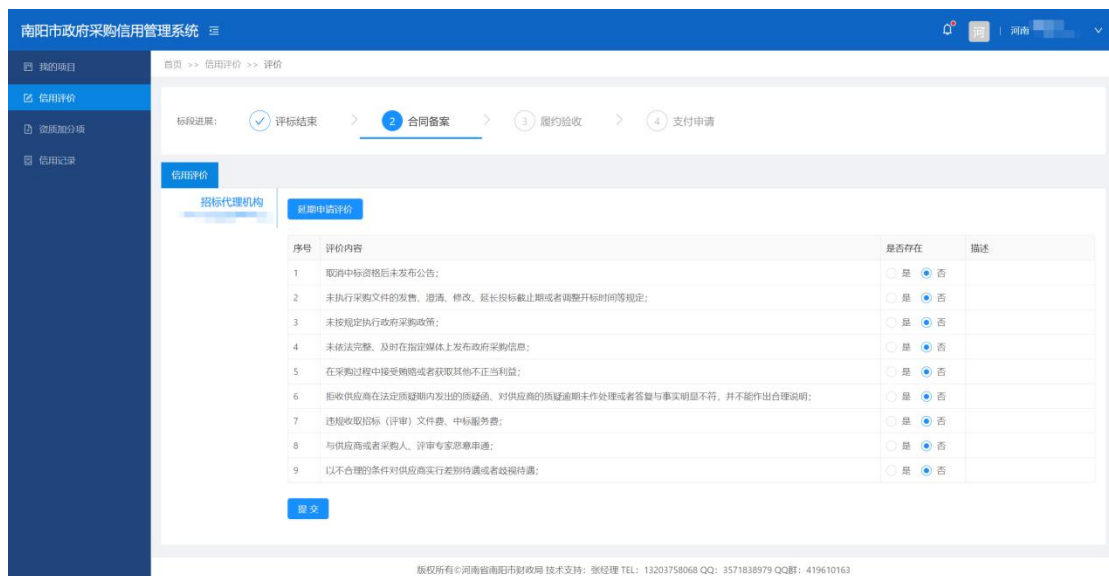 南阳市政府采购信用管理系统
河 | 河南
我的项目
信用评价
资质加分项
信用记录
首页 >> 信用评价 >> 评价
标段进展： 评标结束 > 2 合同备案 > 3 履约验收 > 4 支付申请
信用评价
招标代理机构
延期申请评价
序号 评价内容 是否存在 描述
1 取消中标资格后未发布公告; 是 否
2 未执行采购文件的发售、澄清、修改、延长投标截止期或者调整开标时间等规定; 是 否
3 未按规定执行政府采购政策; 是 否
4 未依法完整、及时在指定媒体上发布政府采购信息; 是 否
5 在采购过程中接受贿赂或者获取其他不正当利益; 是 否
6 拒收供应商在法定质疑期内发出的质疑函、对供应商的质疑逾期未作处理或者答复与事实明显不符，并不能作出合理说明; 是 否
7 违规收取招标（评审）文件费、中标服务费; 是 否
8 与供应商或者采购人、评审专家恶意串通; 是 否
9 以不合理的条件对供应商实行差别待遇或者歧视待遇; 是 否
提 交
版权所有©河南省南阳市财政局 技术支持：张经理 TEL：13203758068 QQ：3571838979 QQ群：419610163